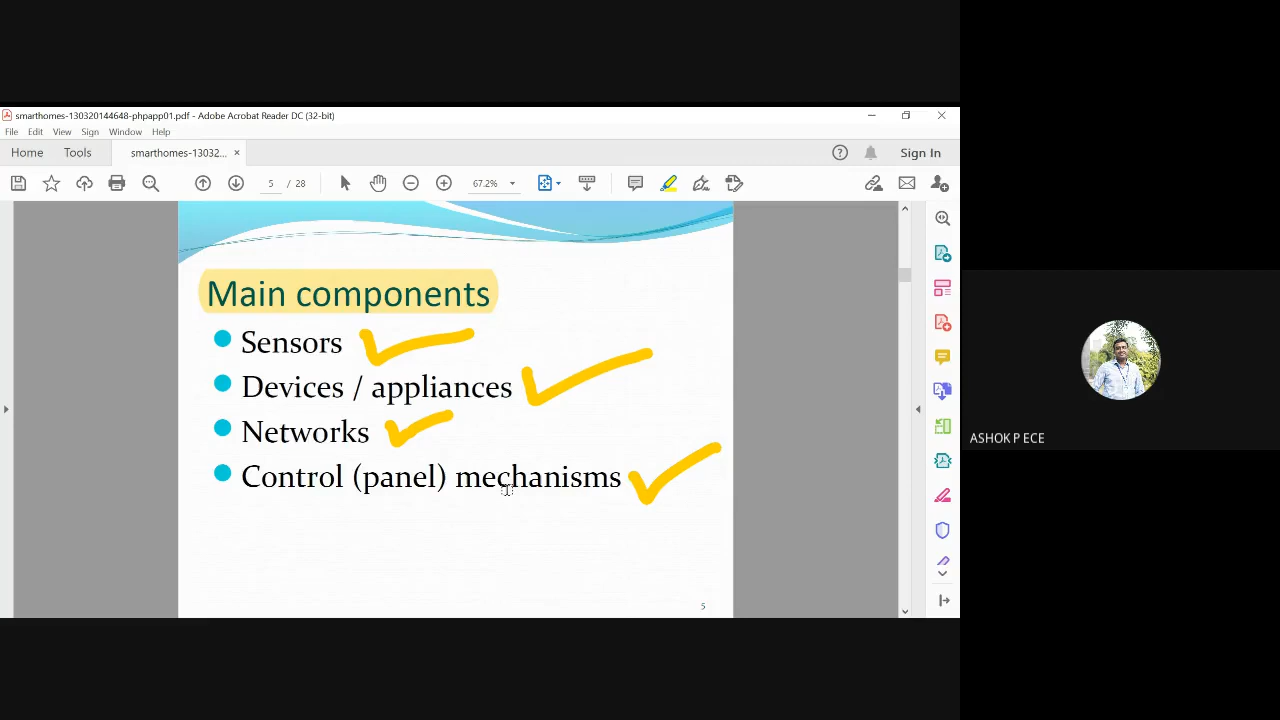 smarthomes-130320144648-phpapp01.pdf - Adobe Acrobat Reader DC (32-bit)
File Edit View Sign Window Help
Home Tools smarthomes-13032... × Sign In
5 / 28 67.2%
Main components
Sensors
Devices / appliances
Networks
Control (panel) mechanisms
5
ASHOK P ECE